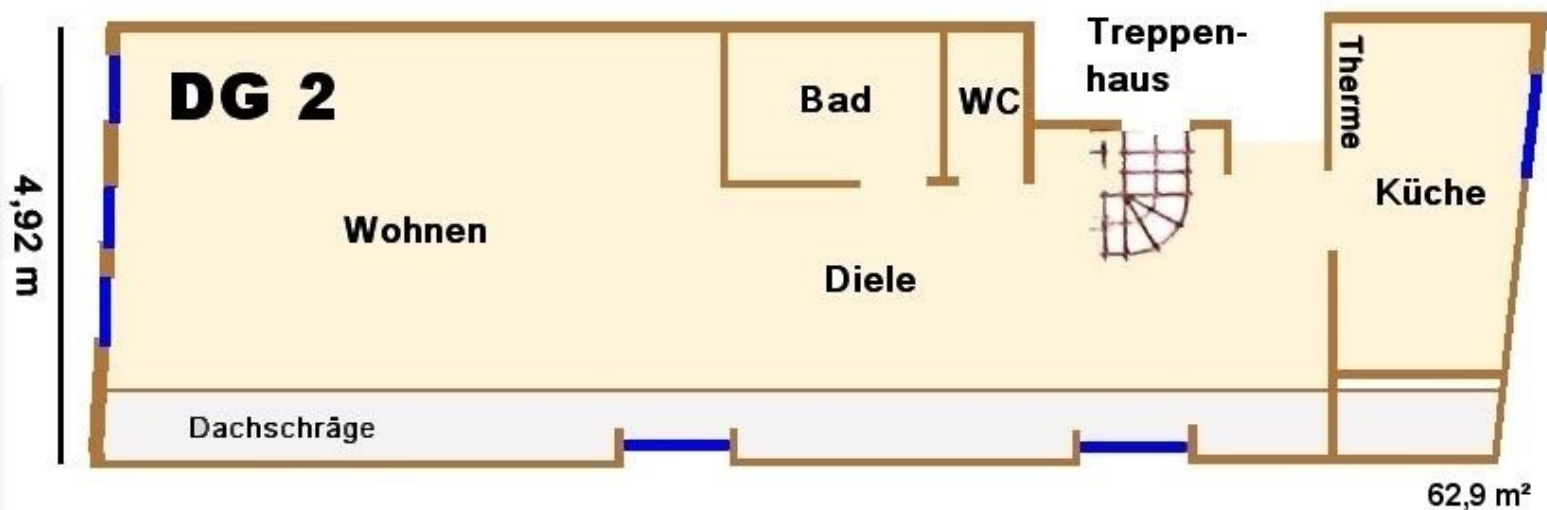 DG 2
Treppen-
haus
Therme
Bad
WC
4,92 m
Wohnen
Küche
Diele
Dachschräge
62,9 m²